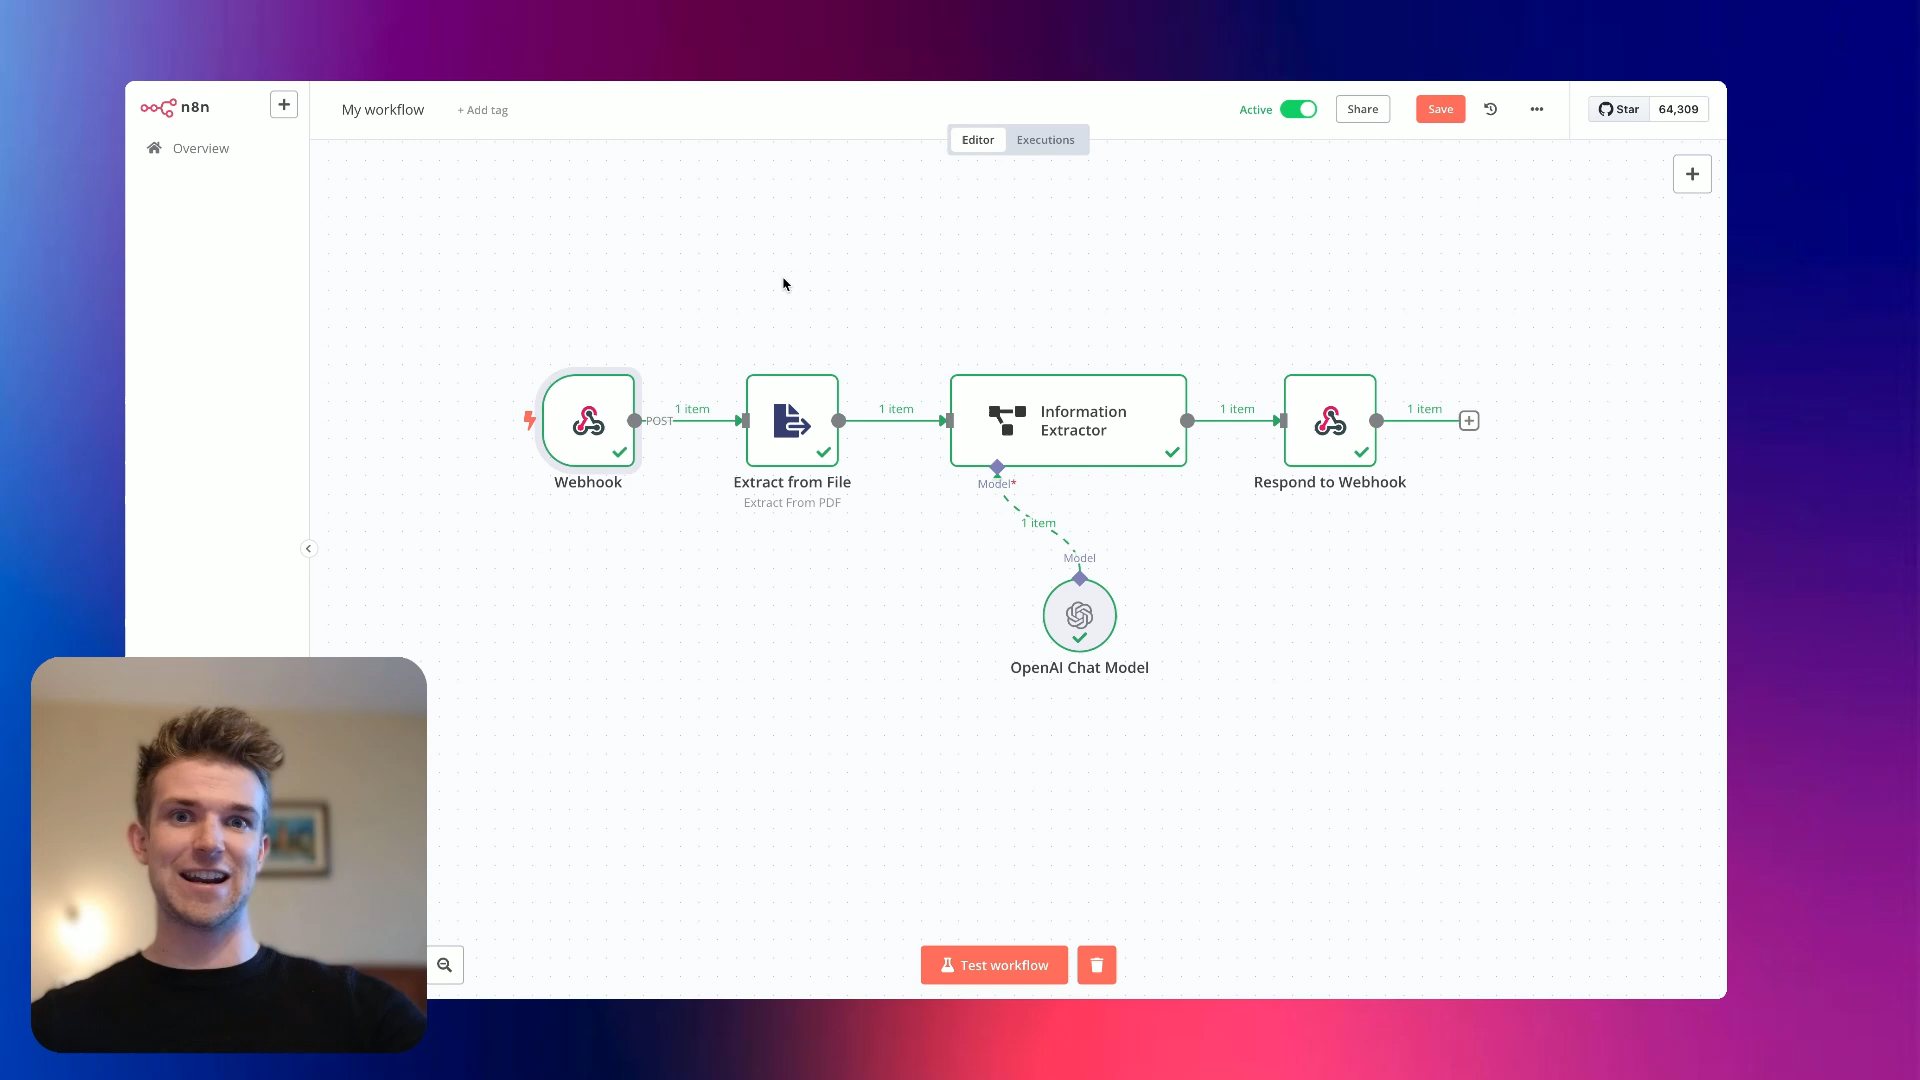 n8n
My workflow
+ Add tag
Active
Share
Save
Star
64,309
Overview
Editor
Executions
POST
1 item
1 item
Information
Extractor
1 item
1 item
Webhook
Extract from File
Extract From PDF
Model*
Respond to Webhook
1 item
Model
OpenAI Chat Model
Test workflow